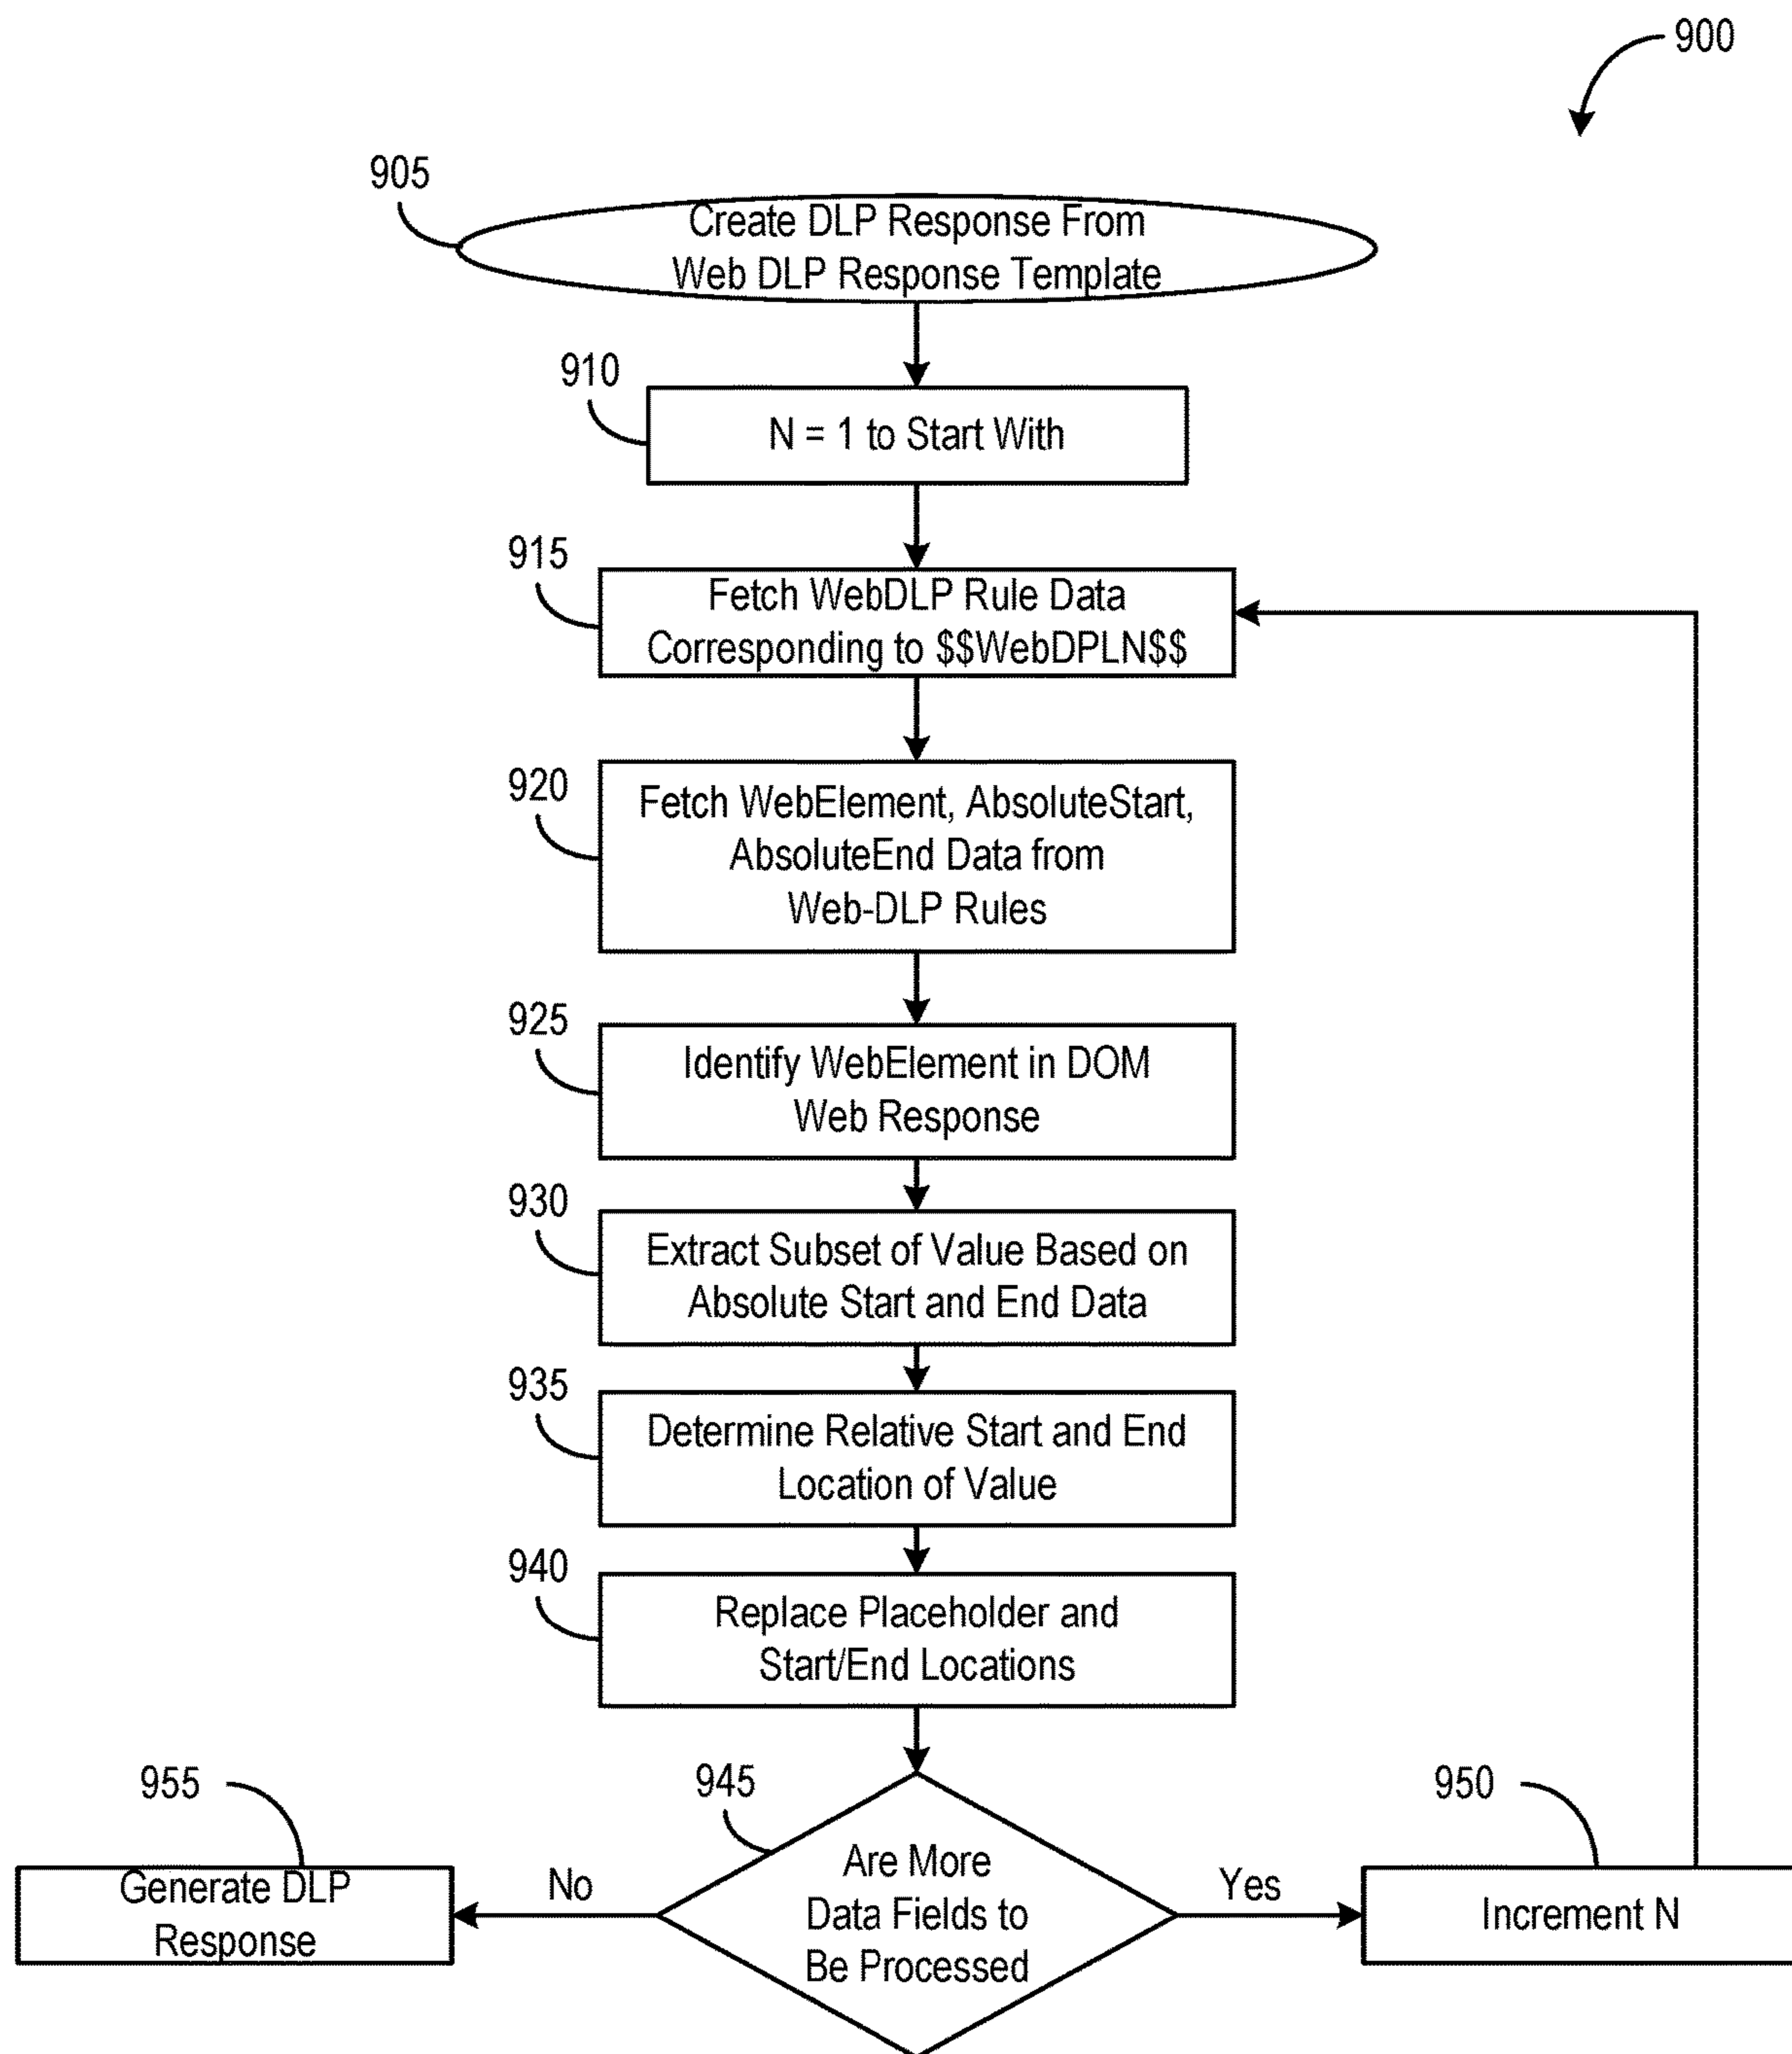 900
905
Create DLP Response From
Web DLP Response Template
910
N = 1 to Start With
915
Fetch WebDLP Rule Data
Corresponding to $$WebDPLN$$
920
Fetch WebElement, AbsoluteStart,
AbsoluteEnd Data from
Web-DLP Rules
925
Identify WebElement in DOM
Web Response
930
Extract Subset of Value Based on
Absolute Start and End Data
935
Determine Relative Start and End
Location of Value
940
Replace Placeholder and
Start/End Locations
945
Are More
Data Fields to
Be Processed
No
Yes
950
Increment N
955
Generate DLP
Response